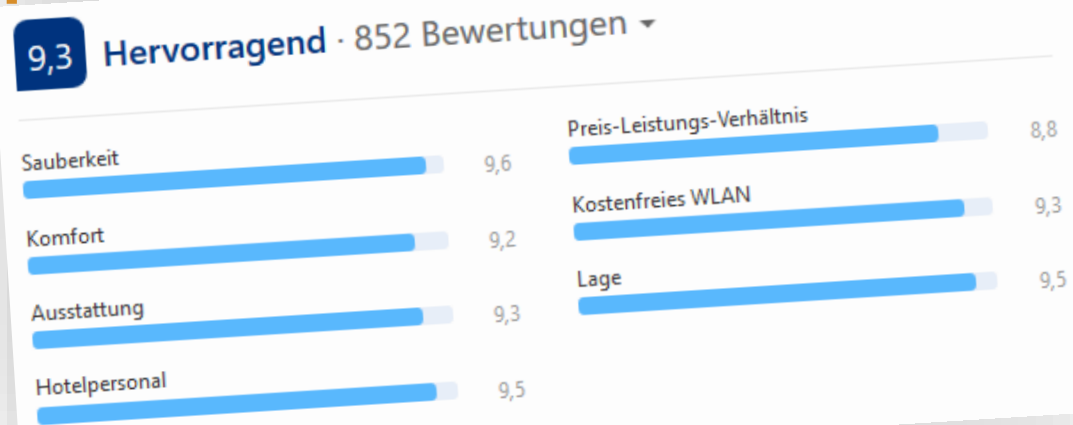 9,3 Hervorragend · 852 Bewertungen
Sauberkeit 9,6
Komfort 9,2
Ausstattung 9,3
Hotelpersonal 9,5
Preis-Leistungs-Verhältnis 8,8
Kostenfreies WLAN 9,3
Lage 9,5